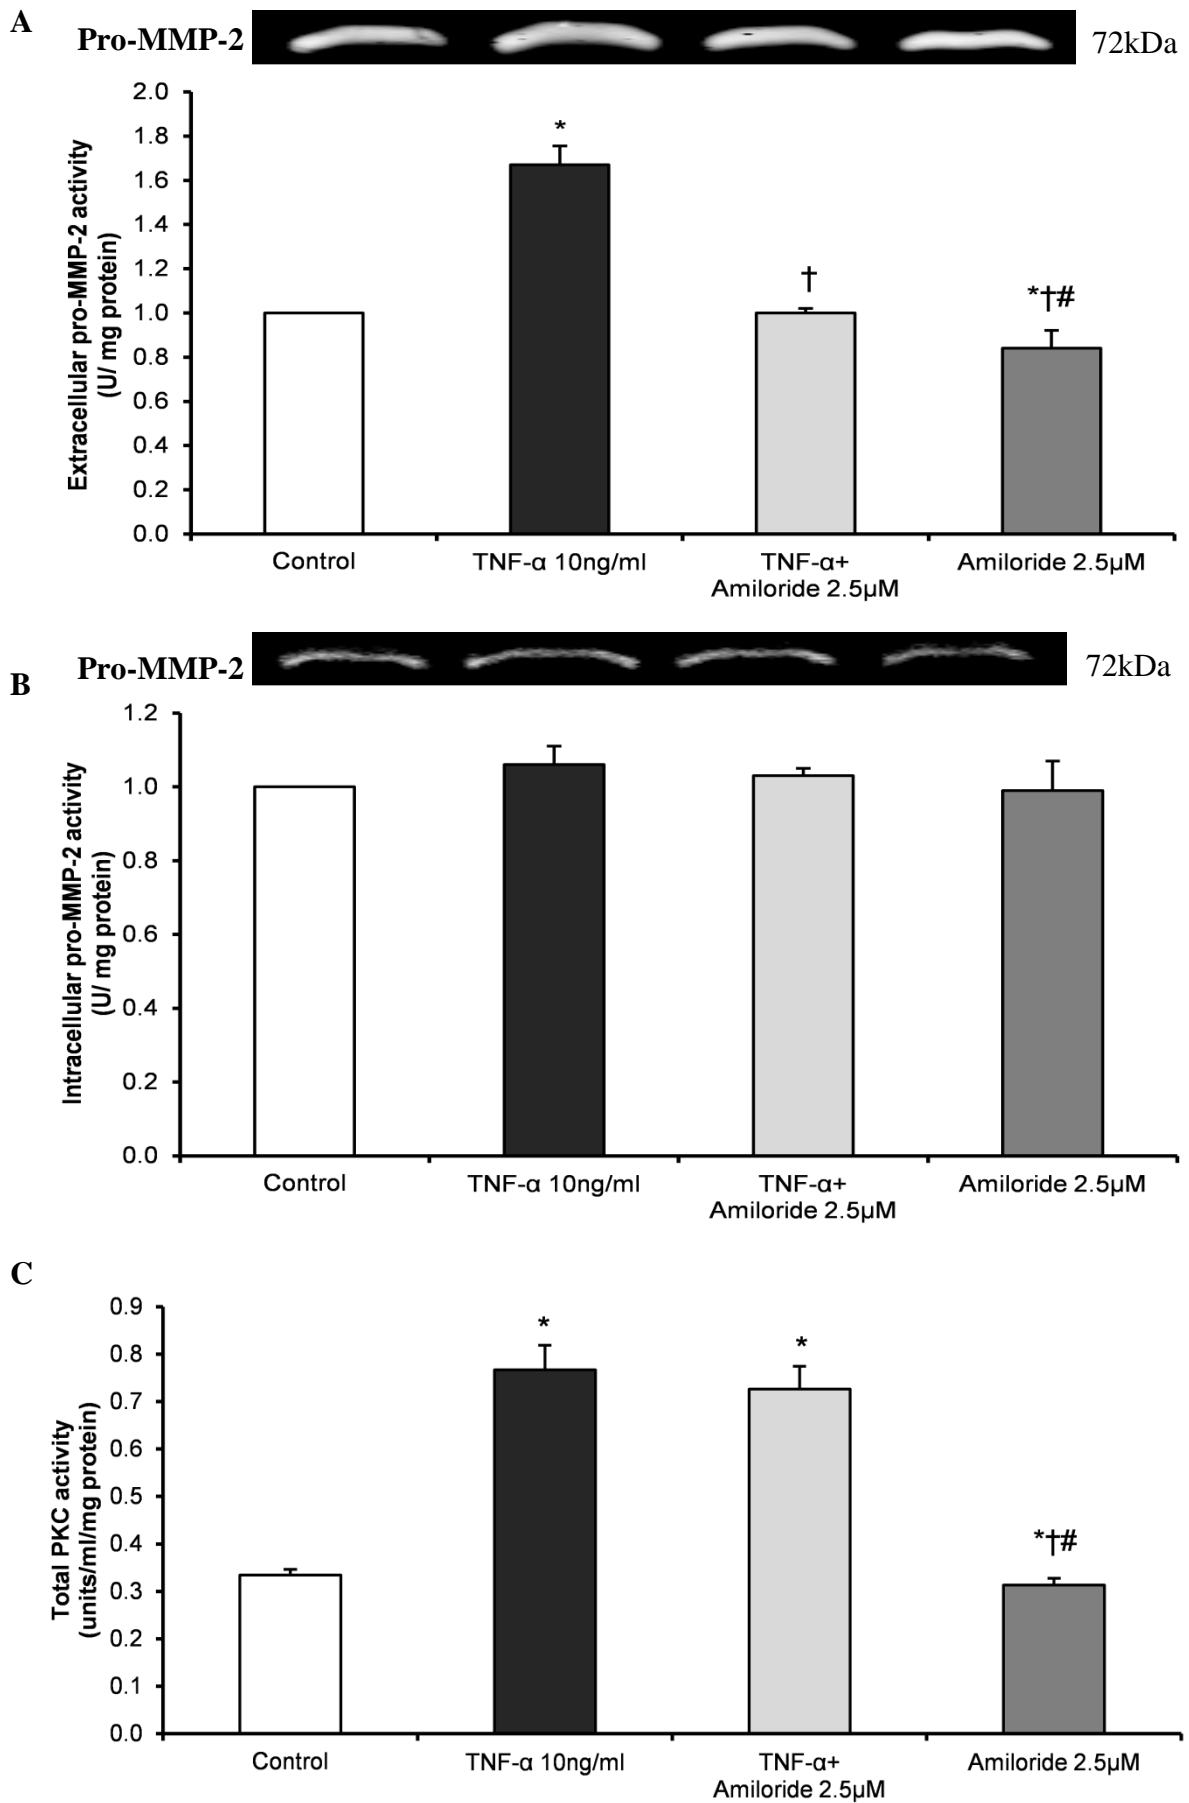 A
Pro-MMP-2
72kDa
Extracellular pro-MMP-2 activity
(U/ mg protein)
2.0
1.8
1.6
1.4
1.2
1.0
0.8
0.6
0.4
0.2
0.0
*
†
*†#
Control
TNF-α 10ng/ml
TNF-α+
Amiloride 2.5µM
Amiloride 2.5µM
B
Pro-MMP-2
72kDa
Intracellular pro-MMP-2 activity
(U/ mg protein)
1.2
1.0
0.8
0.6
0.4
0.2
0.0
Control
TNF-α 10ng/ml
TNF-α+
Amiloride 2.5µM
Amiloride 2.5µM
C
Total PKC activity
(units/ml/mg protein)
0.9
0.8
0.7
0.6
0.5
0.4
0.3
0.2
0.1
0.0
*
*
*†#
Control
TNF-α 10ng/ml
TNF-α+
Amiloride 2.5µM
Amiloride 2.5µM